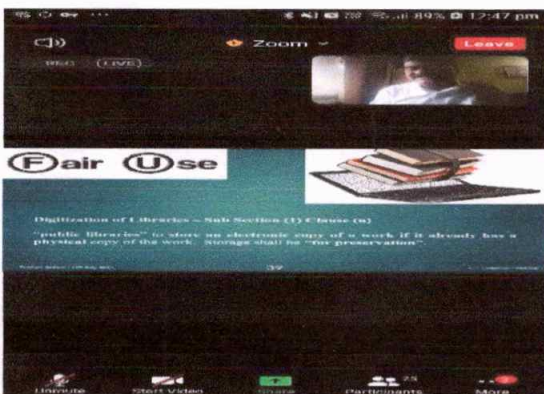 89% 12:47 pm
Zoom
Leave
REC LIVE
Fair Use
Digitization of Libraries – Sub Section (1) Clause (n)
"public libraries" to store an electronic copy of a work if it already has a
physical copy of the work. Storage shall be "for preservation"
39
Unmute Start Video Share Participants 25 More